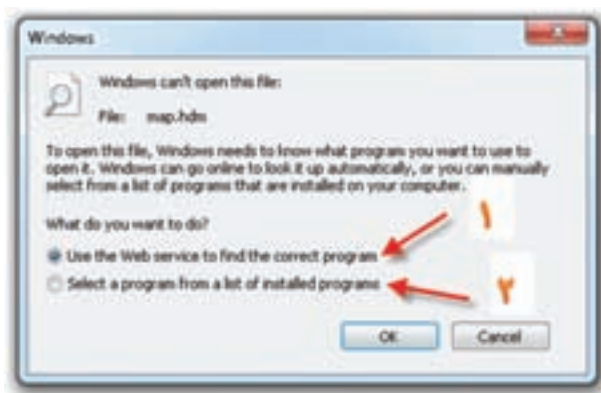 Windows
Windows can't open this file:
File: map.hdm
To open this file, Windows needs to know what program you want to use to
open it. Windows can go online to look it up automatically, or you can manually
select from a list of programs that are installed on your computer.
What do you want to do?
۱
Use the Web service to find the correct program
Select a program from a list of installed programs
۲
OK
Cancel